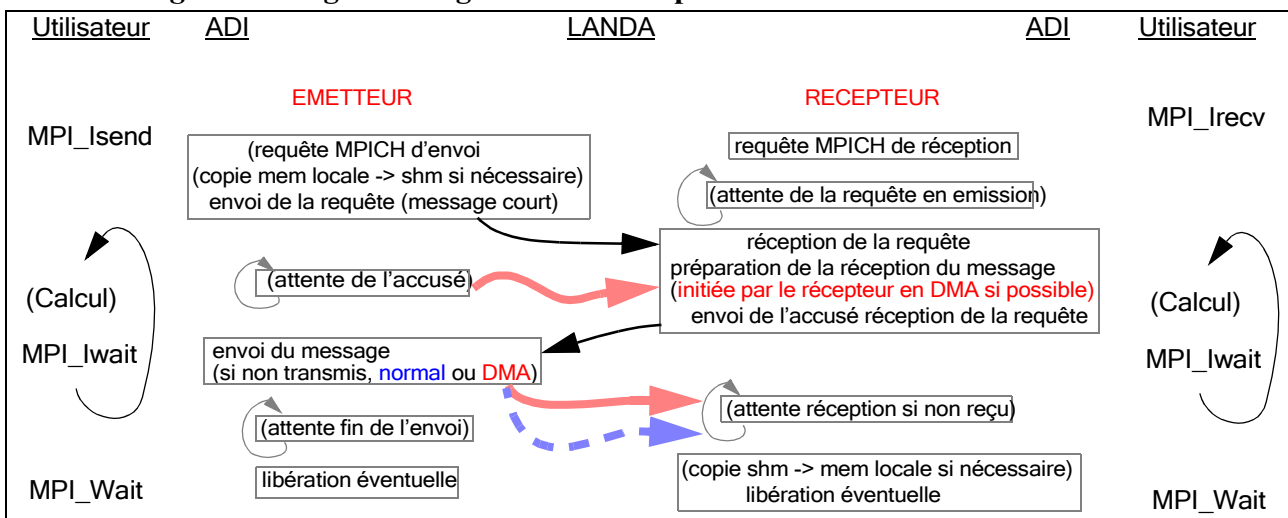 Utilisateur ADI LANDA ADI Utilisateur
EMETTEUR RECEPTEUR
MPI_Isend
MPI_Irecv
(requête MPICH d'envoi
(copie mem locale -> shm si nécessaire)
envoi de la requête (message court)
requête MPICH de réception
(attente de la requête en emission)
réception de la requête
préparation de la réception du message
(initiée par le récepteur en DMA si possible)
envoi de l'accusé réception de la requête
(attente de l'accusé)
(Calcul)
MPI_Iwait
(Calcul)
MPI_Iwait
envoi du message
(si non transmis, normal ou DMA)
(attente fin de l'envoi)
(attente réception si non reçu)
MPI_Wait
libération éventuelle
(copie shm -> mem locale si nécessaire)
libération éventuelle
MPI_Wait